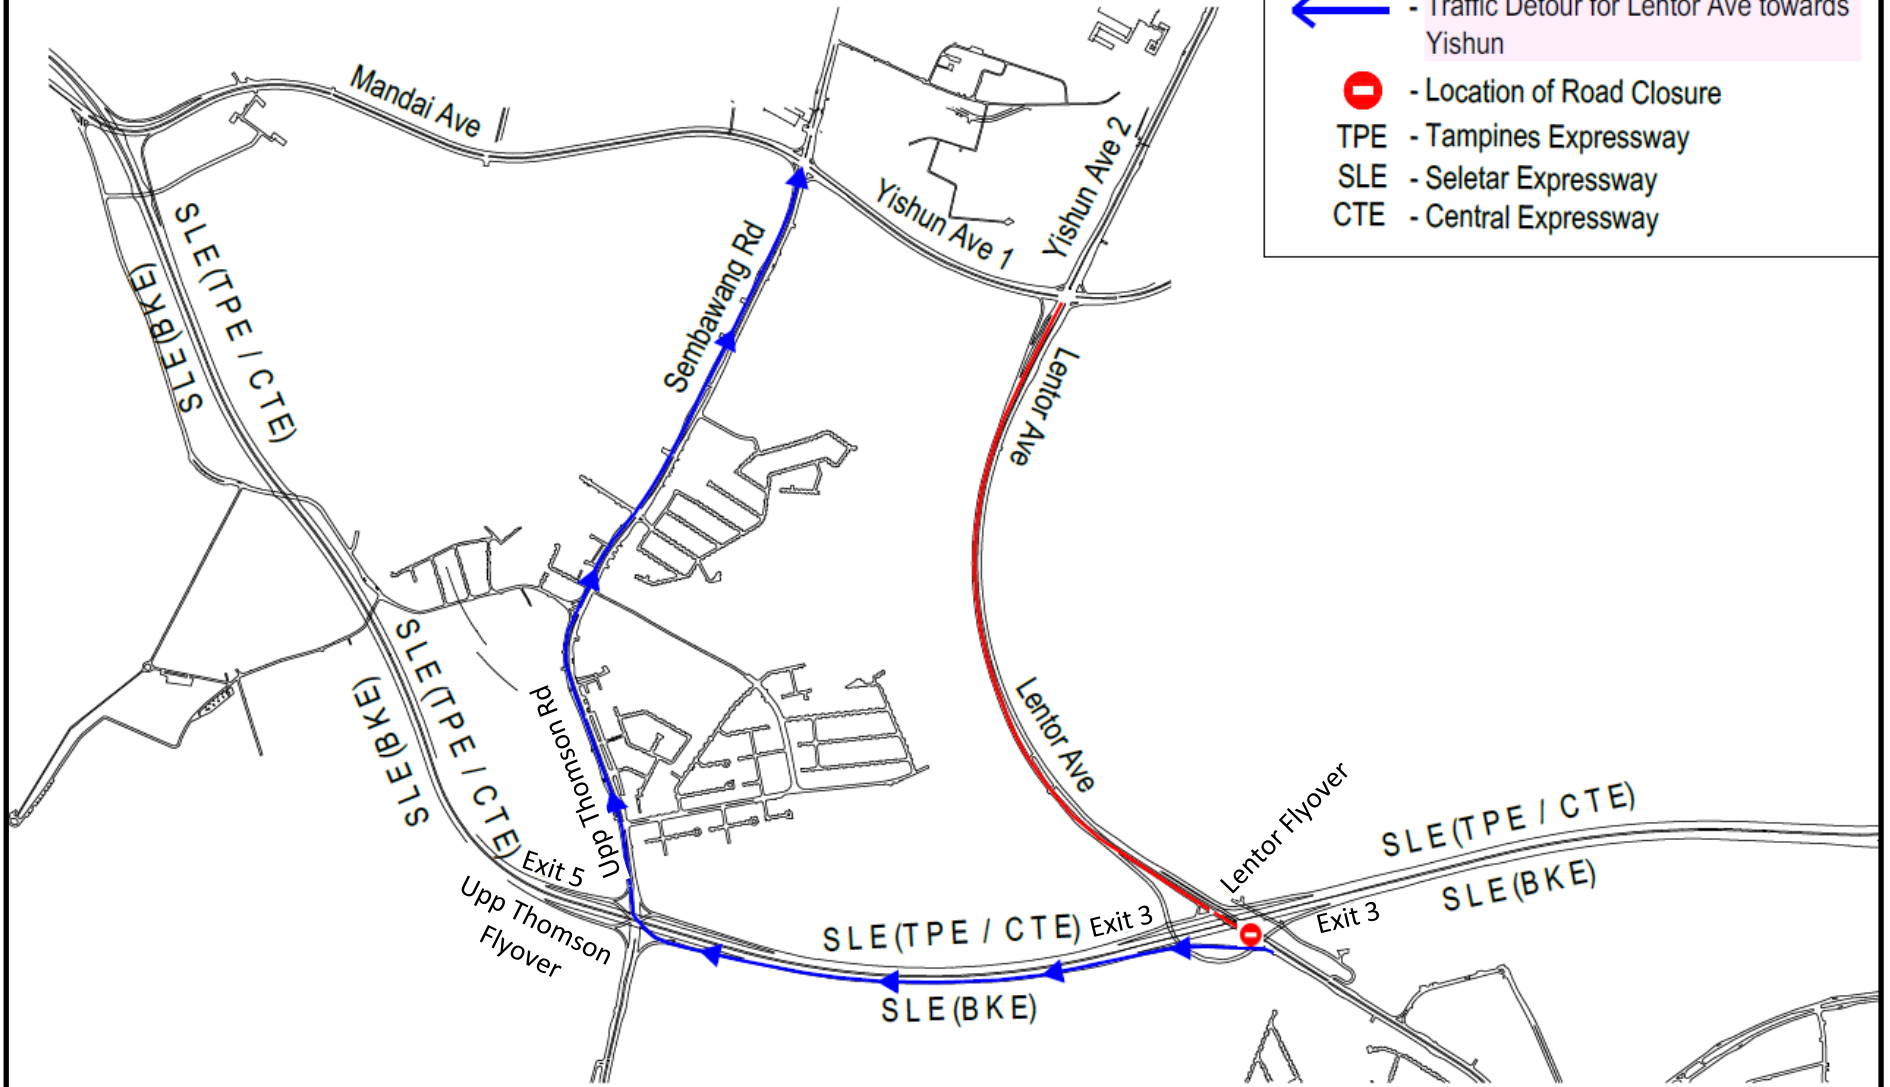 - Traffic Detour for Lentor Ave towards
Yishun
- Location of Road Closure
TPE - Tampines Expressway
SLE - Seletar Expressway
CTE - Central Expressway
Mandai Ave
Yishun Ave 2
Yishun Ave 1
Sembawang Rd
SLE(TPE / CTE)
SLE(BKE)
Lentor Ave
SLE(TPE / CTE)
SLE(BKE)
Upp Thomson Rd
Lentor Ave
Lentor Flyover
SLE(TPE / CTE)
SLE(BKE)
Exit 5
Upp Thomson
Flyover
SLE(TPE / CTE)
Exit 3
Exit 3
SLE(BKE)